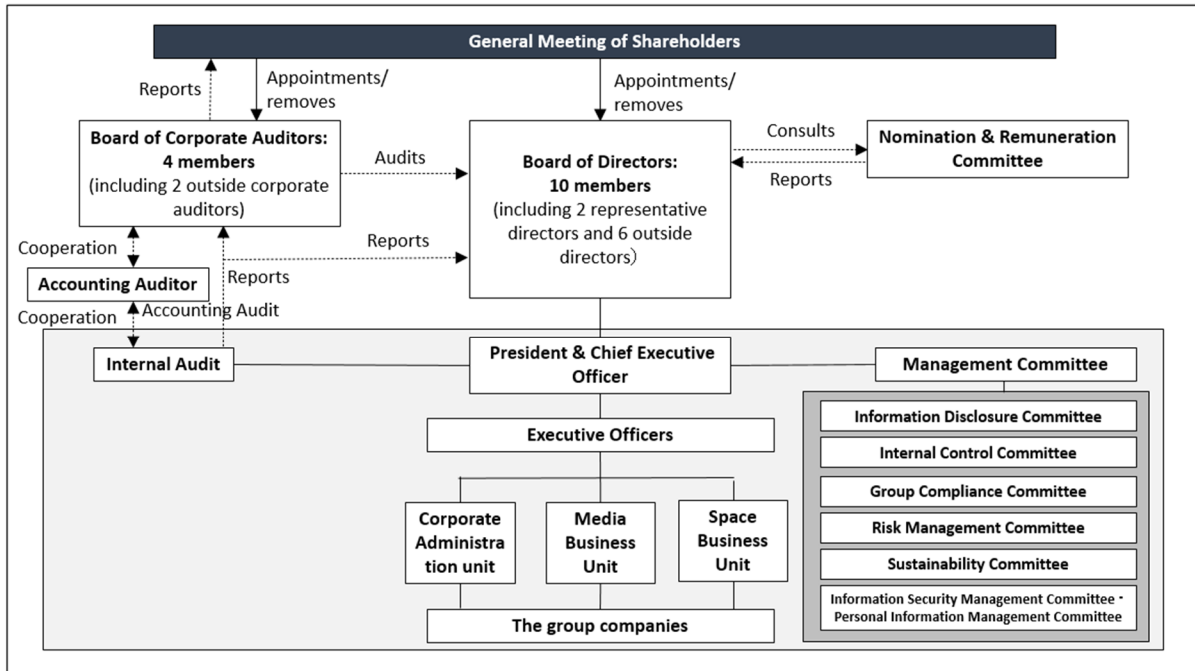 General Meeting of Shareholders
Reports
Appointments/
removes
Appointments/
removes
Board of Corporate Auditors:
4 members
(including 2 outside corporate
auditors)
Audits
Board of Directors:
10 members
(including 2 representative
directors and 6 outside
directors)
Consults
Reports
Nomination & Remuneration
Committee
Cooperation
Reports
Reports
Accounting Auditor
Cooperation
Accounting Audit
Internal Audit
President & Chief Executive
Officer
Management Committee
Executive Officers
Information Disclosure Committee
Internal Control Committee
Group Compliance Committee
Risk Management Committee
Sustainability Committee
Information Security Management Committee・
Personal Information Management Committee
Corporate
Administra
tion unit
Media
Business
Unit
Space
Business
Unit
The group companies